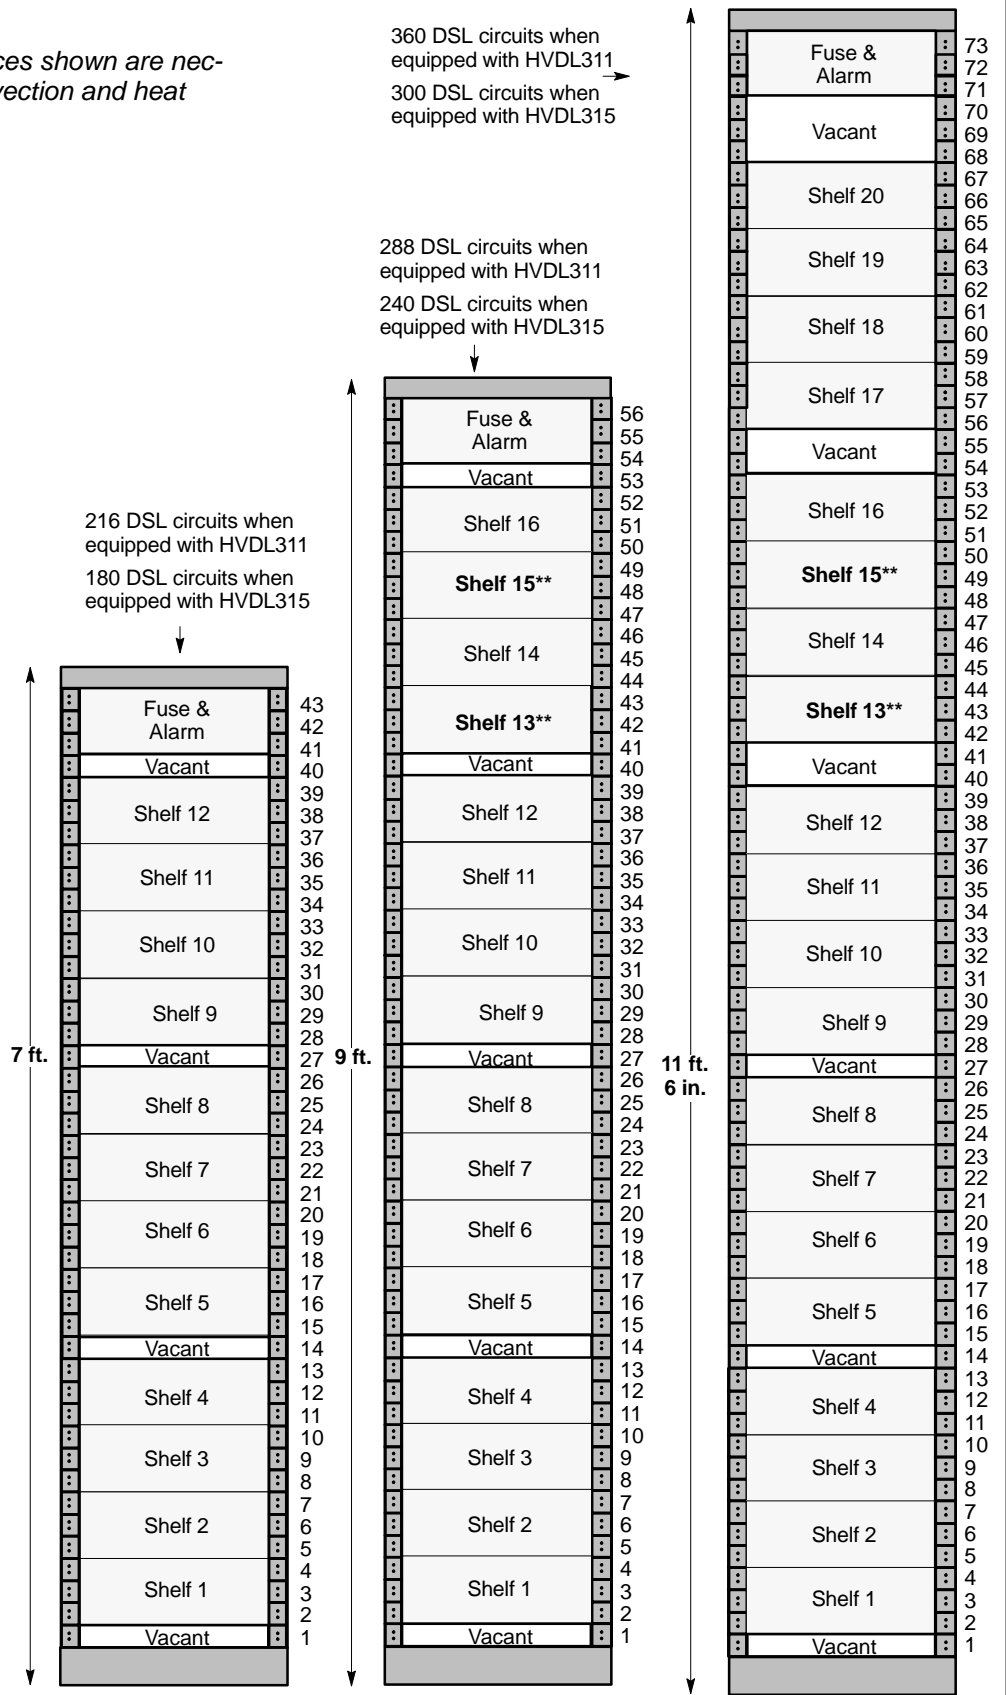 ces shown are nec-
vection and heat
360 DSL circuits when
equipped with HVDL311
300 DSL circuits when
equipped with HVDL315
288 DSL circuits when
equipped with HVDL311
240 DSL circuits when
equipped with HVDL315
216 DSL circuits when
equipped with HVDL311
180 DSL circuits when
equipped with HVDL315
7 ft.
Fuse &
Alarm
Vacant
Shelf 12
Shelf 11
Shelf 10
Shelf 9
Vacant
Shelf 8
Shelf 7
Shelf 6
Shelf 5
Vacant
Shelf 4
Shelf 3
Shelf 2
Shelf 1
Vacant
43
42
41
40
39
38
37
36
35
34
33
32
31
30
29
28
27
26
25
24
23
22
21
20
19
18
17
16
15
14
13
12
11
10
9
8
7
6
5
4
3
2
1
9 ft.
Fuse &
Alarm
Vacant
Shelf 16
Shelf 15**
Shelf 14
Shelf 13**
Vacant
Shelf 12
Shelf 11
Shelf 10
Shelf 9
Vacant
Shelf 8
Shelf 7
Shelf 6
Shelf 5
Vacant
Shelf 4
Shelf 3
Shelf 2
Shelf 1
Vacant
56
55
54
53
52
51
50
49
48
47
46
45
44
43
42
41
40
39
38
37
36
35
34
33
32
31
30
29
28
27
26
25
24
23
22
21
20
19
18
17
16
15
14
13
12
11
10
9
8
7
6
5
4
3
2
1
11 ft.
6 in.
Fuse &
Alarm
Vacant
Shelf 20
Shelf 19
Shelf 18
Shelf 17
Vacant
Shelf 16
Shelf 15**
Shelf 14
Shelf 13**
Vacant
Shelf 12
Shelf 11
Shelf 10
Shelf 9
Vacant
Shelf 8
Shelf 7
Shelf 6
Shelf 5
Vacant
Shelf 4
Shelf 3
Shelf 2
Shelf 1
Vacant
73
72
71
70
69
68
67
66
65
64
63
62
61
60
59
58
57
56
55
54
53
52
51
50
49
48
47
46
45
44
43
42
41
40
39
38
37
36
35
34
33
32
31
30
29
28
27
26
25
24
23
22
21
20
19
18
17
16
15
14
13
12
11
10
9
8
7
6
5
4
3
2
1